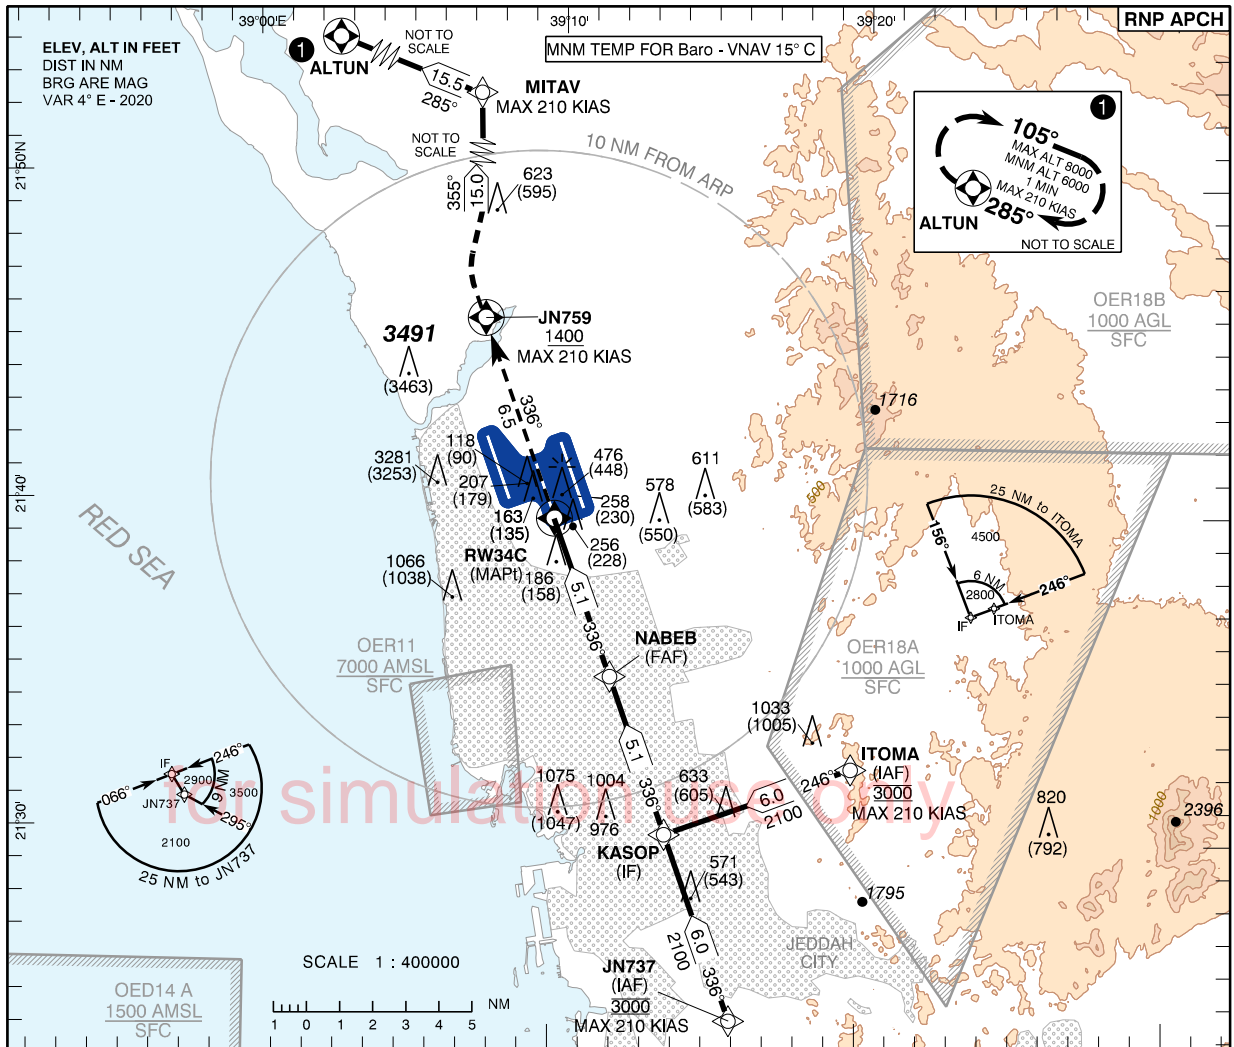 39°00'E
39°10'
39°20'
RNP APCH
ELEV, ALT IN FEET
DIST IN NM
BRG ARE MAG
VAR 4° E - 2020
1
ALTUN
NOT TO
SCALE
15.5
285°
MNM TEMP FOR Baro - VNAV 15° C
MITAV
MAX 210 KIAS
NOT TO
SCALE
355°
15.0
623
(595)
10 NM FROM ARP
1
105°
MAX ALT 8000
MNM ALT 6000
1 MIN
MAX 210 KIAS
285°
ALTUN
NOT TO SCALE
21°50'N
OER18B
1000 AGL
SFC
JN759
1400
MAX 210 KIAS
3491
(3463)
336°
6.5
1716
118
(90)
476
(448)
3281
(3253)
207
(179)
163
(135)
258
(230)
256
(228)
578
(550)
611
(583)
500
21°40'
RED SEA
RW34C
(MAPt)
186
(158)
1066
(1038)
5.1
336°
25 NM to ITOMA
4500
156°
6 NM
2800
246°
IF
ITOMA
NABEB
(FAF)
OER11
7000 AMSL
SFC
OER18A
1000 AGL
SFC
1033
(1005)
5.1
336°
ITOMA
(IAF)
3000
MAX 210 KIAS
246°
6.0
2100
IF
246°
066°
2900
9 NM
3500
JN737
295°
2100
25 NM to JN737
for simulation use only
1075
(1047)
1004
976
633
(605)
820
(792)
1000
2396
21°30'
KASOP
(IF)
571
(543)
1795
6.0
2100
336°
JEDDAH
CITY
JN737
(IAF)
3000
MAX 210 KIAS
SCALE 1 : 400000
1 0 1 2 3 4 5 NM
OED14 A
1500 AMSL
SFC